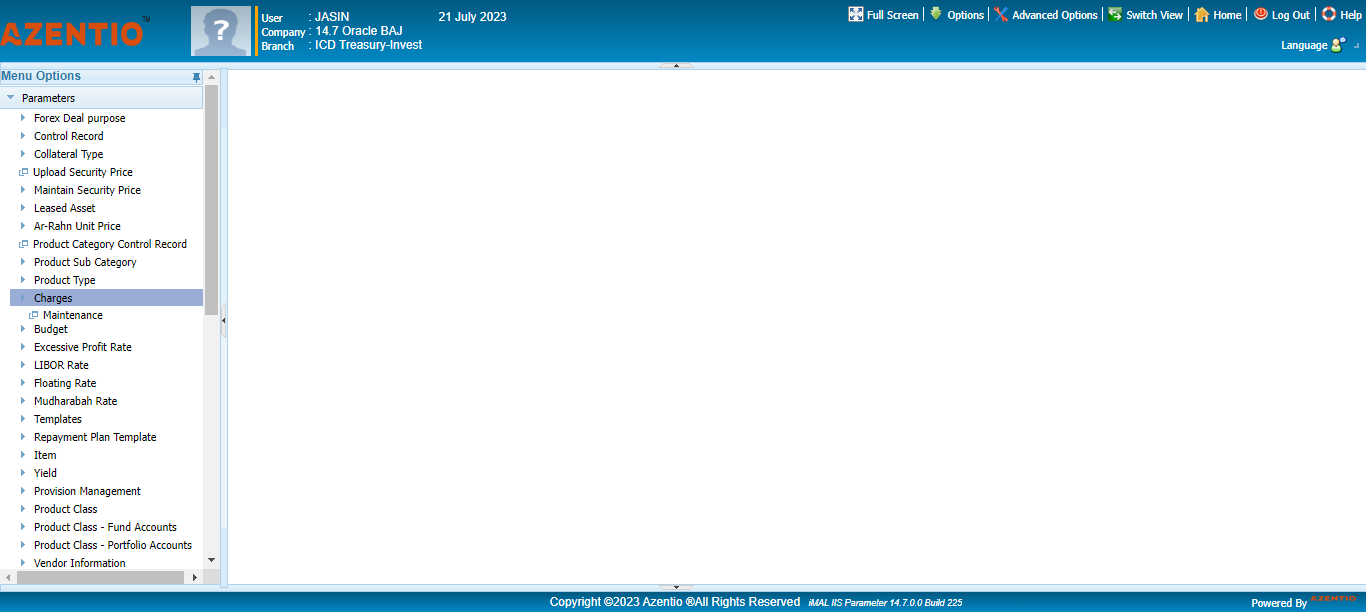 AZENTIO™
?
User : JASIN 21 July 2023
Company : 14.7 Oracle BAJ
Branch : ICD Treasury-Invest
Full Screen Options Advanced Options Switch View Home Log Out Help
Language
Menu Options
Parameters
Forex Deal purpose
Control Record
Collateral Type
Upload Security Price
Maintain Security Price
Leased Asset
Ar-Rahn Unit Price
Product Category Control Record
Product Sub Category
Product Type
Charges
Maintenance
Budget
Excessive Profit Rate
LIBOR Rate
Floating Rate
Mudharabah Rate
Templates
Repayment Plan Template
Item
Yield
Provision Management
Product Class
Product Class - Fund Accounts
Product Class - Portfolio Accounts
Vendor Information
Copyright ©2023 Azentio ®All Rights Reserved iMAL IIS Parameter 14.7.0.0 Build 225
Powered By AZENTIO